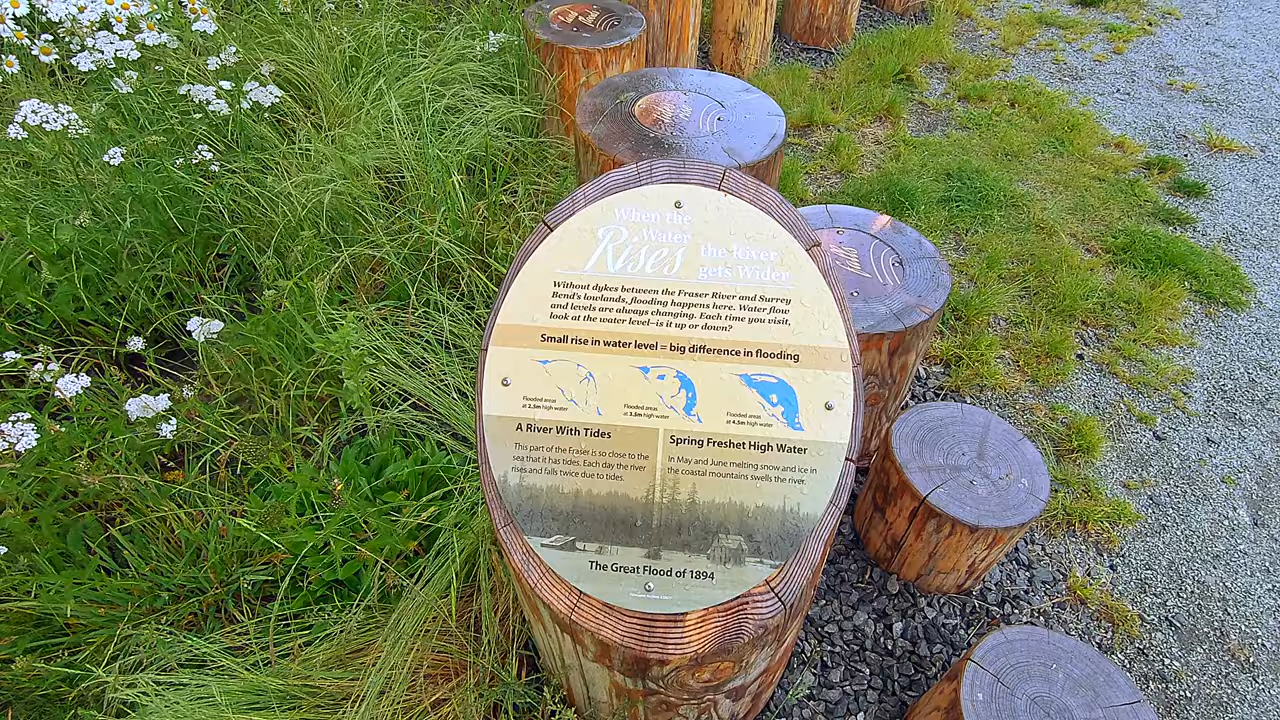 When the
Water
Rises
the River
gets Wider
Without dykes between the Fraser River and Surrey
Bend's lowlands, flooding happens here. Water flow
and levels are always changing. Each time you visit,
look at the water level–is it up or down?
Small rise in water level = big difference in flooding
Flooded areas
at 2.5m high water
Flooded areas
at 3.5m high water
Flooded areas
at 4.5m high water
A River With Tides
This part of the Fraser is so close to the
sea that it has tides. Each day the river
rises and falls twice due to tides.
Spring Freshet High Water
In May and June melting snow and ice in
the coastal mountains swells the river.
The Great Flood of 1894